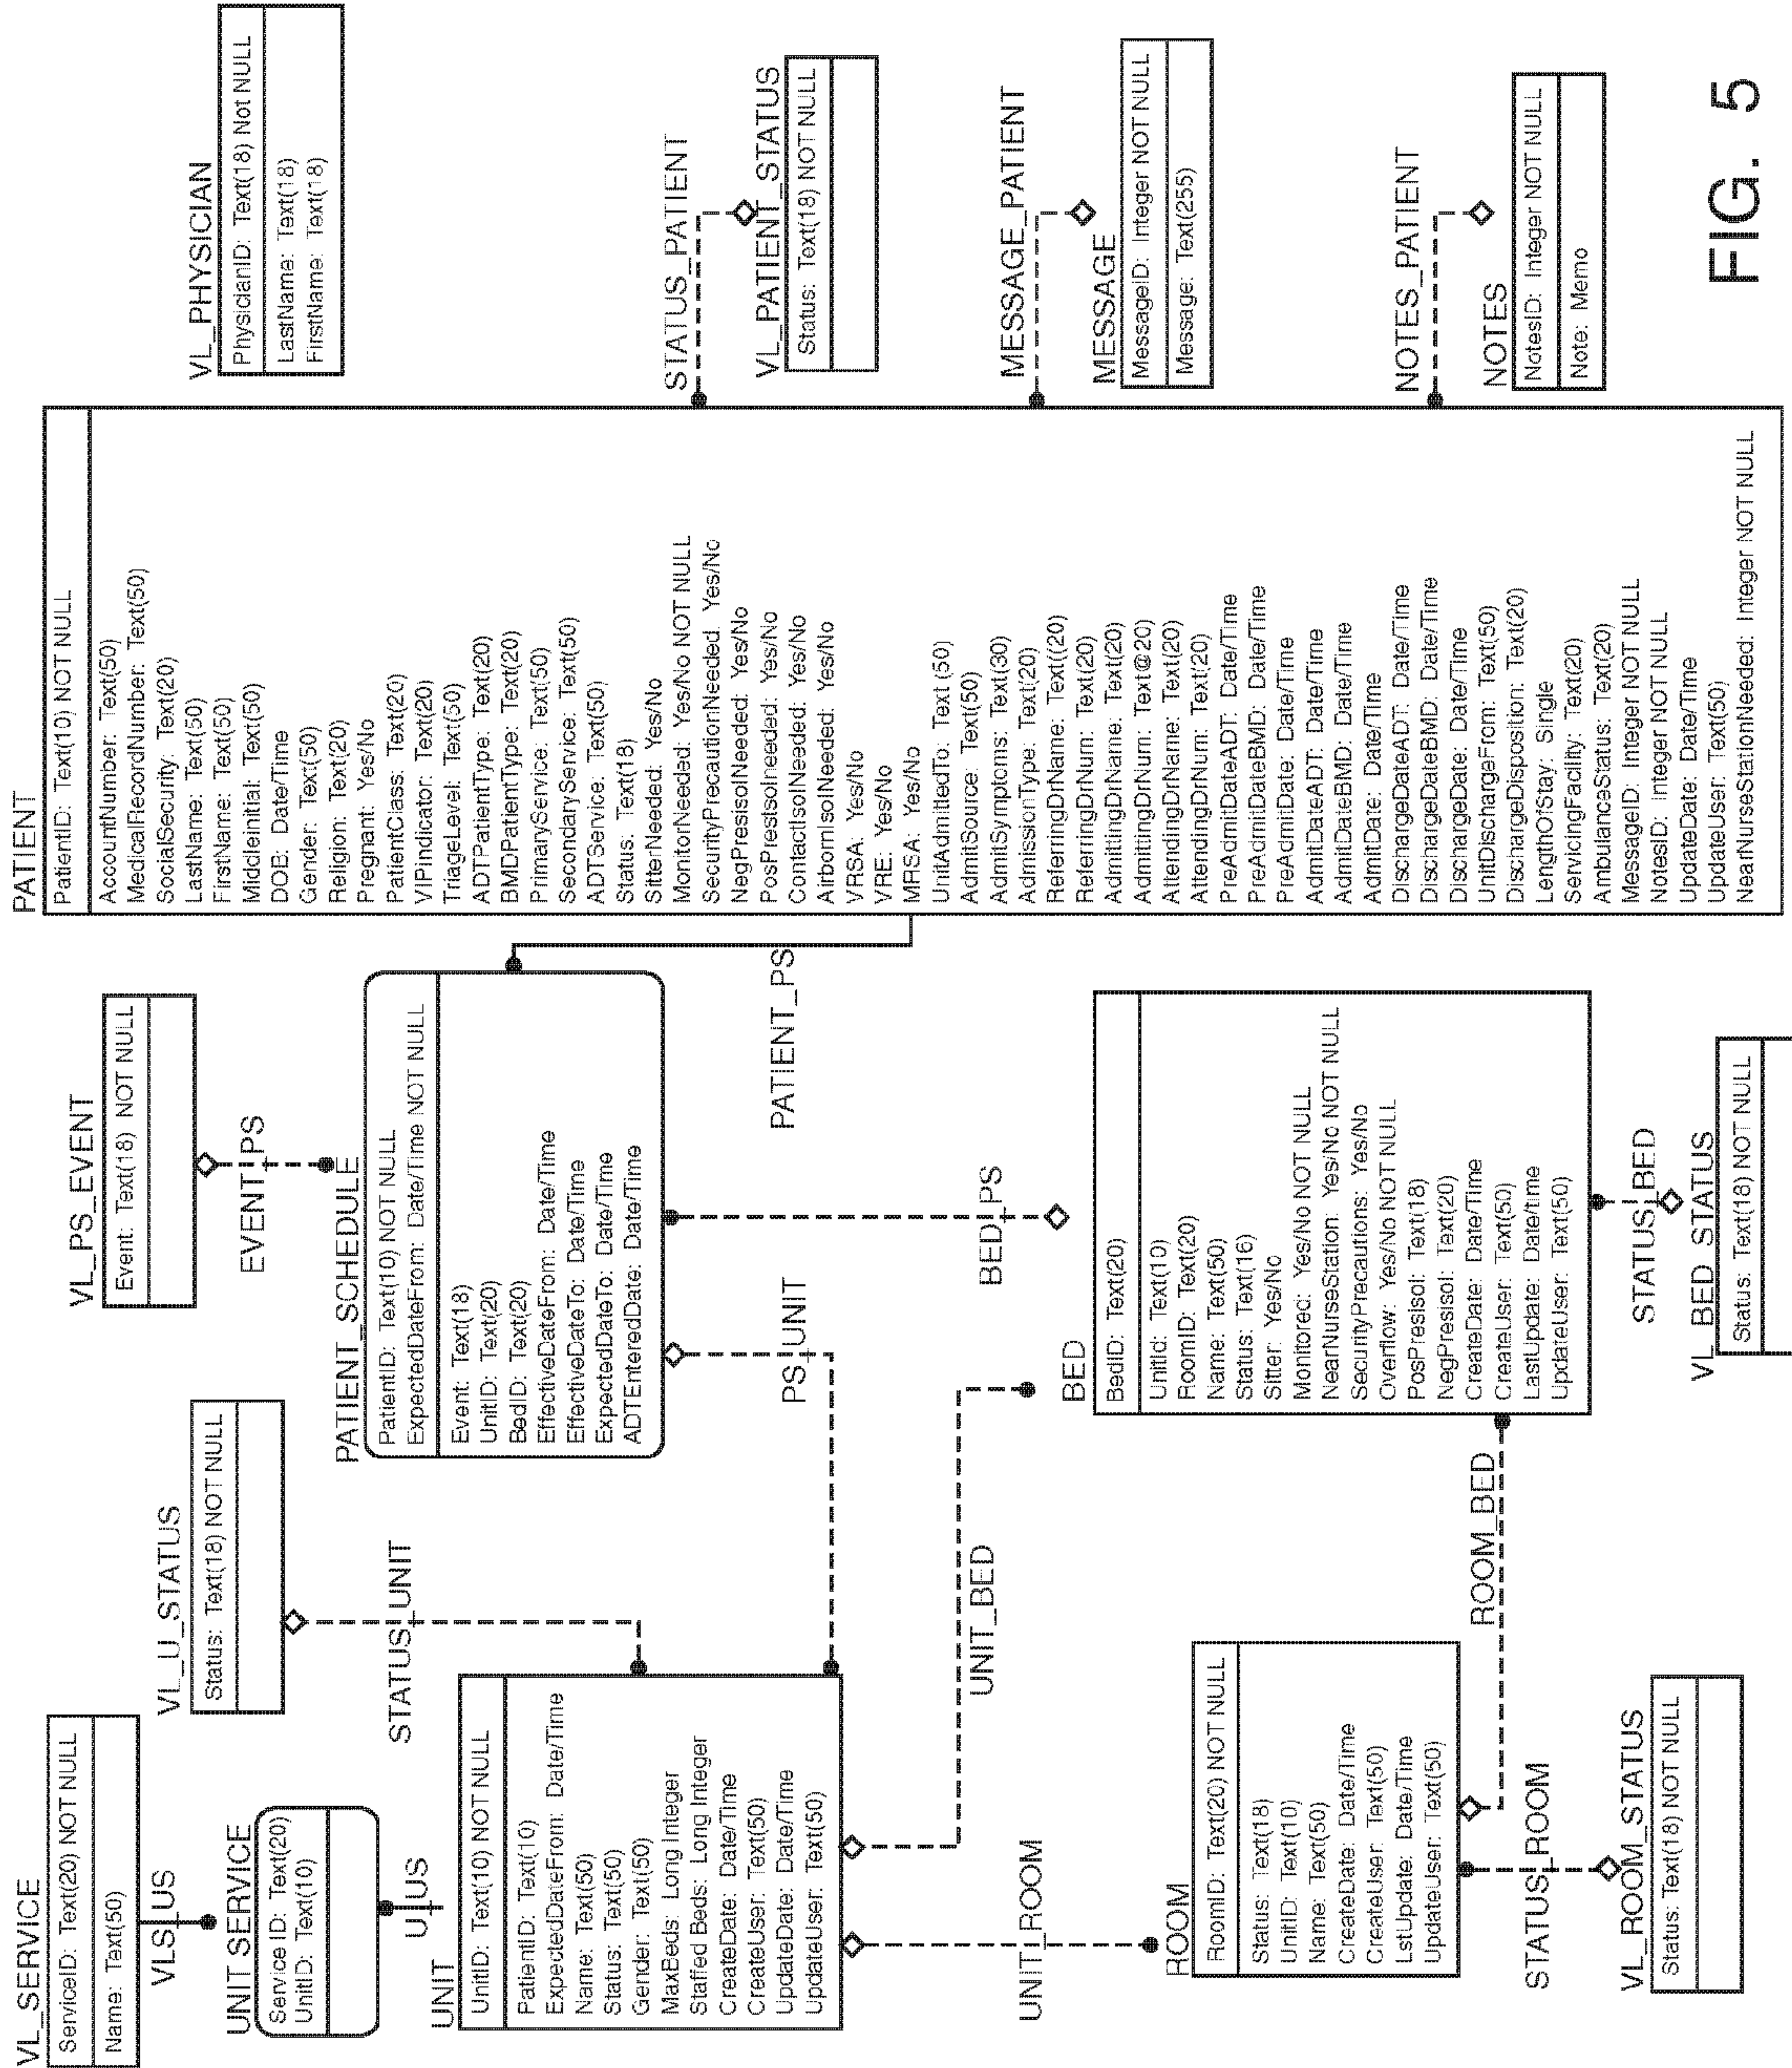 VL_SERVICE
ServiceID: Text(20) NOT NULL
Name: Text(50)
VLS_US
UNIT SERVICE
Service ID: Text(20)
UnitID: Text(10)
U_US
UNIT
UnitID: Text(10) NOT NULL
PatientID: Text(10)
ExpectedDateFrom: Date/Time
Name: Text(50)
Status: Text(50)
Gender: Text(50)
MaxBeds: Long Integer
Staffed Beds: Long Integer
CreateDate: Date/Time
CreateUser: Text(50)
UpdateDate: Date/Time
UpdateUser: Text(50)
VL_U_STATUS
Status: Text(18) NOT NULL
STATUS_UNIT
UNIT_ROOM
ROOM
RoomID: Text(20) NOT NULL
Status: Text(18)
UnitID: Text(10)
Name: Text(50)
CreateDate: Date/Time
CreateUser: Text(50)
LstUpdate: Date/Time
UpdateUser: Text(50)
STATUS_ROOM
VL_ROOM_STATUS
Status: Text(18) NOT NULL
UNIT_BED
ROOM_BED
VL_PS_EVENT
Event: Text(18) NOT NULL
EVENT_PS
PATIENT_SCHEDULE
PatientID: Text(10) NOT NULL
ExpectedDateFrom: Date/Time NOT NULL
Event: Text(18)
UnitID: Text(20)
BedID: Text(20)
EffectiveDateFrom: Date/Time
EffectiveDateTo: Date/Time
ExpectedDateTo: Date/Time
ADTEnteredDate: Date/Time
PS_UNIT
BED_PS
PATIENT_PS
BED
BedID: Text(20)
UnitId: Text(10)
RoomID: Text(20)
Name: Text(50)
Status: Text(16)
Sitter: Yes/No
Monitored: Yes/No NOT NULL
NearNurseStation: Yes/No NOT NULL
SecurityPrecautions: Yes/No
Overflow: Yes/No NOT NULL
PosPresIsol: Text(18)
NegPresIsol: Text(20)
CreateDate: Date/Time
CreateUser: Text(50)
LastUpdate: Date/time
UpdateUser: Text(50)
STATUS_BED
VL_BED_STATUS
Status: Text(18) NOT NULL
PATIENT
PatientID: Text(10) NOT NULL
AccountNumber: Text(50)
MedicalRecordNumber: Text(50)
SocialSecurity: Text(20)
LastName: Text(50)
FirstName: Text(50)
MiddleInitial: Text(50)
DOB: Date/Time
Gender: Text(50)
Religion: Text(20)
Pregnant: Yes/No
PatientClass: Text(20)
VIPIndicator: Text(20)
TriageLevel: Text(50)
ADTPatientType: Text(20)
BMDPatientType: Text(20)
PrimaryService: Text(50)
SecondaryService: Text(50)
ADTService: Text(50)
Status: Text(18)
SitterNeeded: Yes/No
MonitorNeeded: Yes/No NOT NULL
SecurityPrecautionNeeded: Yes/No
NegPresisolNeeded: Yes/No
PosPresIsolneeded: Yes/No
ContactIsolNeeded: Yes/No
AirbornIsolNeeded: Yes/No
VRSA: Yes/No
VRE: Yes/No
MRSA: Yes/No
UnitAdmittedTo: Text (50)
AdmitSource: Text(50)
AdmitSymptoms: Text(30)
AdmissionType: Text(20)
ReferringDrName: Text((20)
ReferringDrNum: Text(20)
AdmittingDrName: Text(20)
AdmittingDrNum: Text@20)
AttendingDrName: Text(20)
AttendingDrNum: Text(20)
PreAdmitDateADT: Date/Time
PreAdmitDateBMD: Date/Time
PreAdmitDate: Date/Time
AdmitDateADT: Date/Time
AdmitDateBMD: Date/Time
AdmitDate: Date/Time
DischargeDateADT: Date/Time
DischargeDateBMD: Date/Time
DischargeDate: Date/Time
UnitDischargeFrom: Text(50)
DischargeDisposition: Text(20)
LengthOfStay: Single
ServicingFacility: Text(20)
AmbulanceStatus: Text(20)
MessageID: Integer NOT NULL
NotesID: Integer NOT NULL
UpdateDate: Date/Time
UpdateUser: Text(50)
NearNurseStationNeeded: Integer NOT NULL
VL_PHYSICIAN
PhysicianID: Text(18) Not NULL
LastName: Text(18)
FirstName: Text(18)
STATUS_PATIENT
VL_PATIENT_STATUS
Status: Text(18) NOT NULL
MESSAGE_PATIENT
MESSAGE
MessageID: Integer NOT NULL
Message: Text(255)
NOTES_PATIENT
NOTES
NotesID: Integer NOT NULL
Note: Memo
FIG. 5